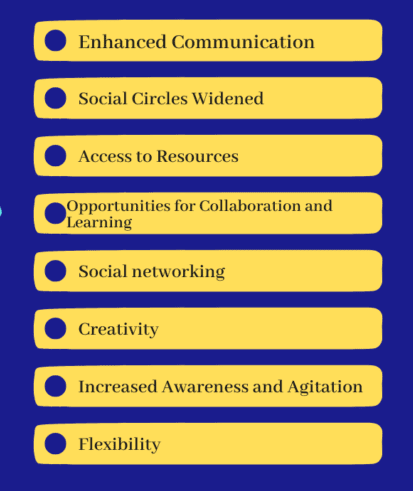 Enhanced Communication
Social Circles Widened
Access to Resources
Opportunities for Collaboration and
Learning
Social networking
Creativity
Increased Awareness and Agitation
Flexibility